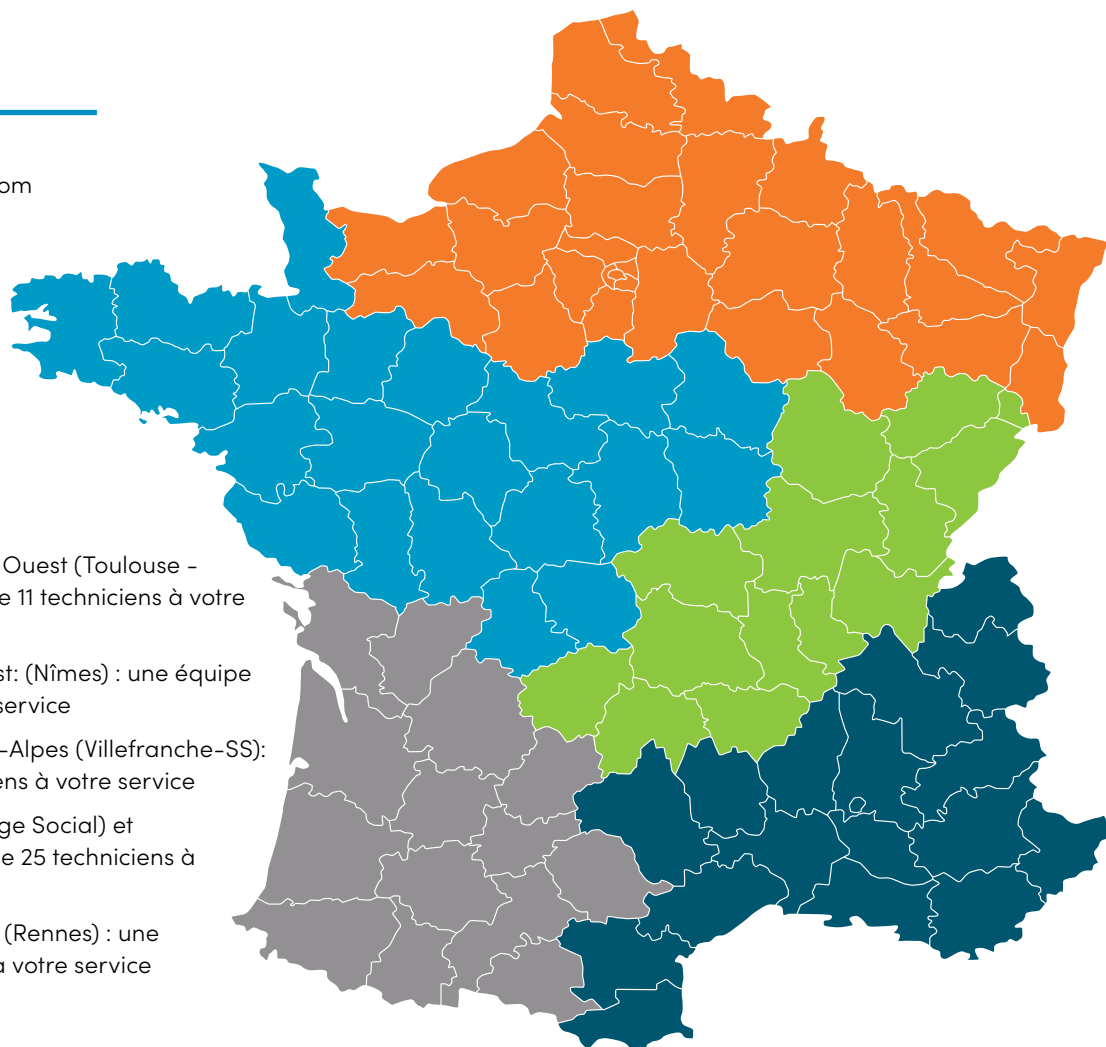 om
Ouest (Toulouse -
e 11 techniciens à votre
st: (Nîmes) : une équipe
service
-Alpes (Villefranche-SS):
ens à votre service
ge Social) et
e 25 techniciens à
(Rennes) : une
à votre service